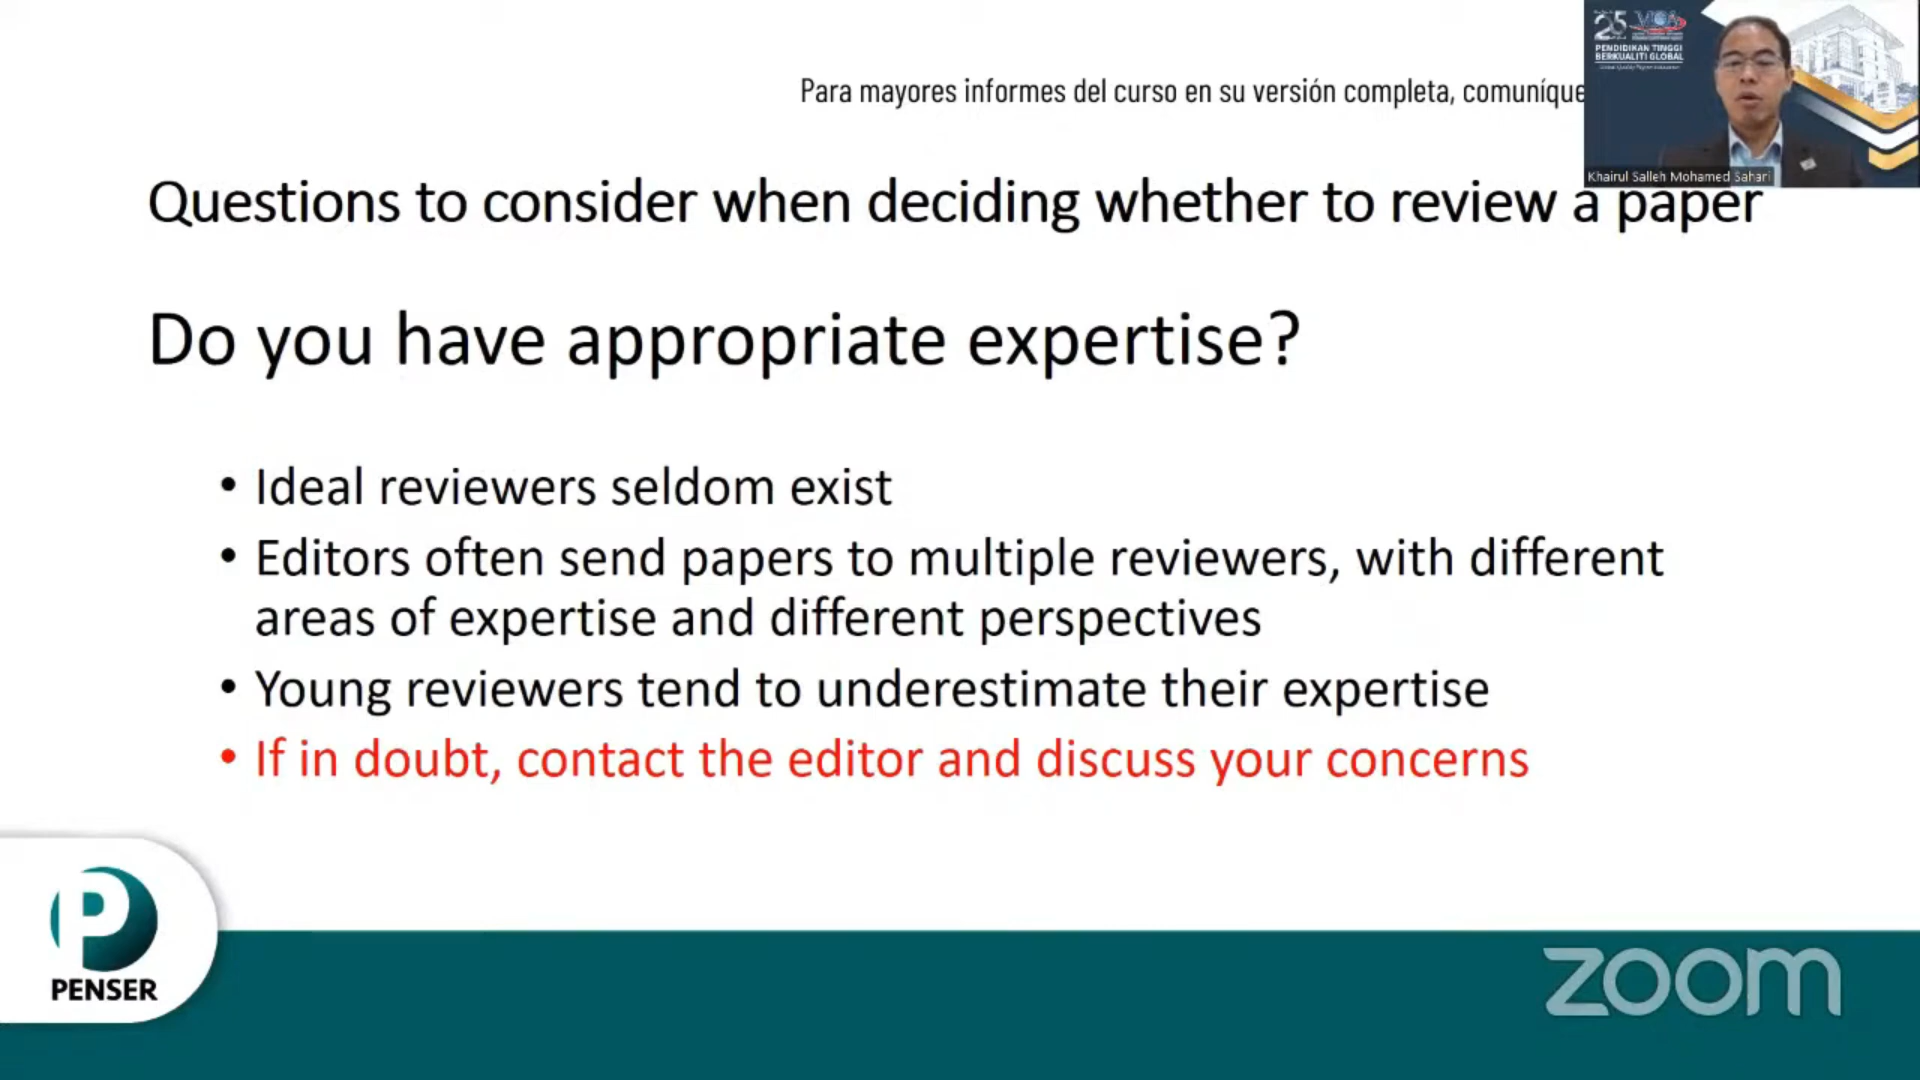 25
PENDIDIKAN TINGGI
BERKUALITI GLOBAL
Para mayores informes del curso en su versión completa, comuníque
Khairul Salleh Mohamed Sahari
Questions to consider when deciding whether to review a paper
Do you have appropriate expertise?
• Ideal reviewers seldom exist
• Editors often send papers to multiple reviewers, with different
areas of expertise and different perspectives
• Young reviewers tend to underestimate their expertise
• If in doubt, contact the editor and discuss your concerns
P
PENSER
zoom